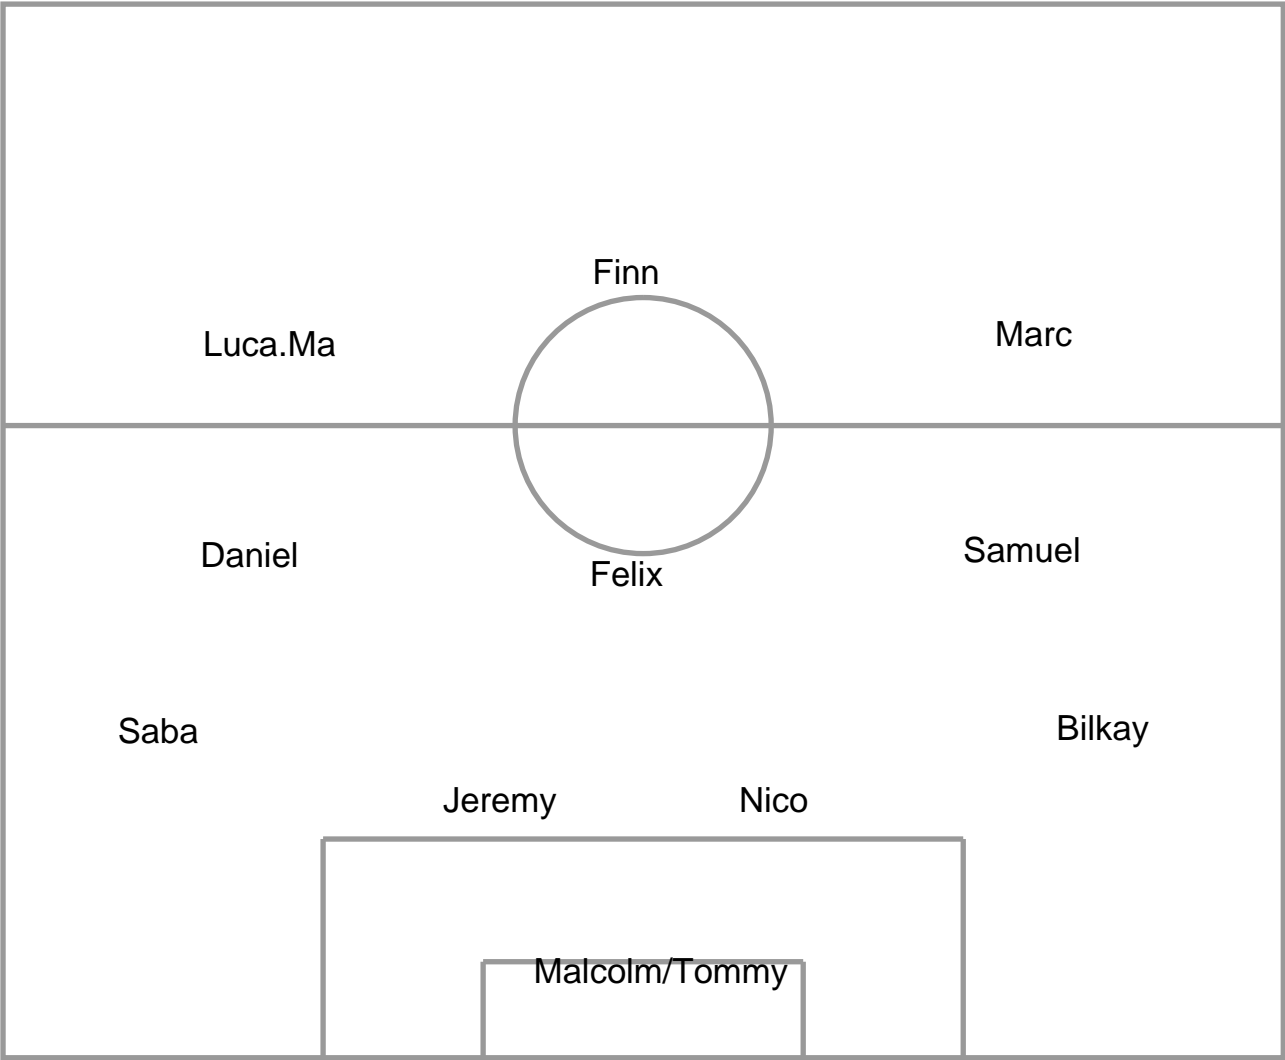 Finn
Luca.Ma
Marc
Daniel
Felix
Samuel
Saba
Bilkay
Jeremy
Nico
Malcolm/Tommy